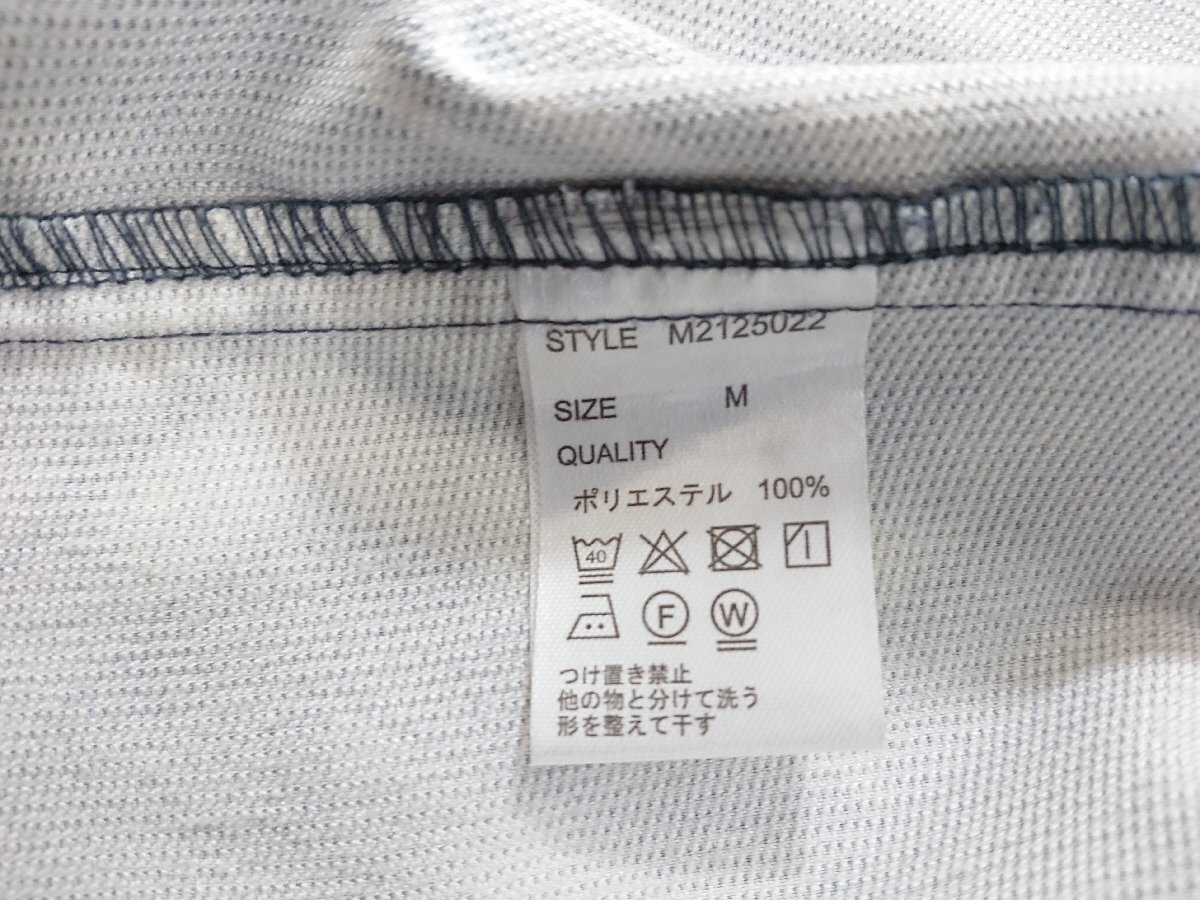 STYLE M2125022
SIZE M
QUALITY
ポリエステル 100%
40
F W
つけ置き禁止
他の物と分けて洗う
形を整えて干す